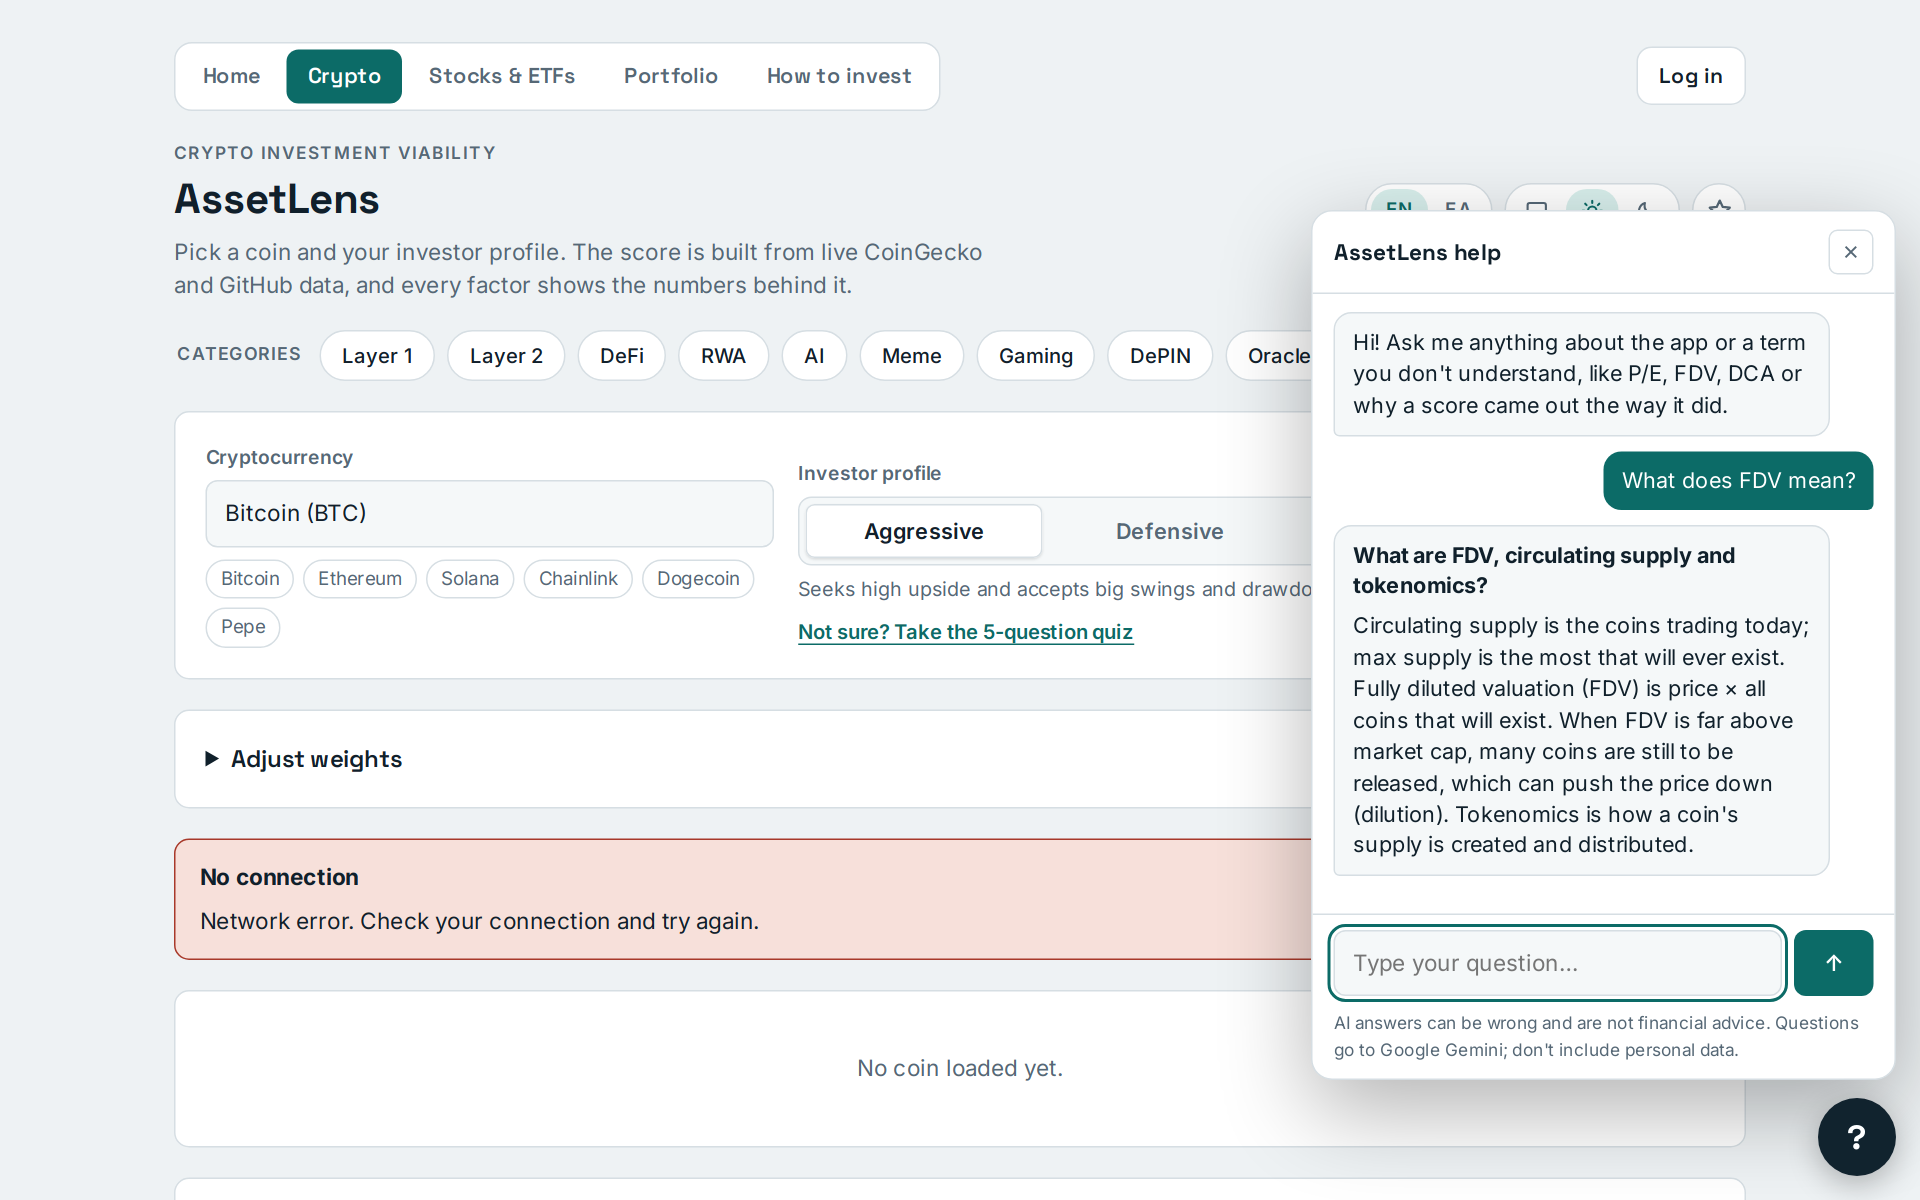 Home Crypto Stocks & ETFs Portfolio How to invest Log in
CRYPTO INVESTMENT VIABILITY
AssetLens
Pick a coin and your investor profile. The score is built from live CoinGecko
and GitHub data, and every factor shows the numbers behind it.
CATEGORIES Layer 1 Layer 2 DeFi RWA AI Meme Gaming DePIN Oracle
Cryptocurrency
Bitcoin (BTC)
Bitcoin Ethereum Solana Chainlink Dogecoin
Pepe
Investor profile
Aggressive Defensive
Seeks high upside and accepts big swings and
Not sure? Take the 5-question quiz
▶ Adjust weights
No connection
Network error. Check your connection and try again.
No coin loaded yet.
EN
AssetLens help ×
Hi! Ask me anything about the app or a term
you don't understand, like P/E, FDV, DCA or
why a score came out the way it did.
What does FDV mean?
What are FDV, circulating supply and
tokenomics?
Circulating supply is the coins trading today;
max supply is the most that will ever exist.
Fully diluted valuation (FDV) is price × all
coins that will exist. When FDV is far above
market cap, many coins are still to be
released, which can push the price down
(dilution). Tokenomics is how a coin's
supply is created and distributed.
Type your question...
↑
AI answers can be wrong and are not financial advice. Questions
go to Google Gemini; don't include personal data.
?